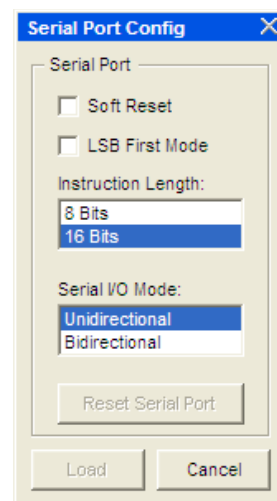 Serial Port Config
Serial Port
Soft Reset
LSB First Mode
Instruction Length:
8 Bits
16 Bits
Serial I/O Mode:
Unidirectional
Bidirectional
Reset Serial Port
Load Cancel